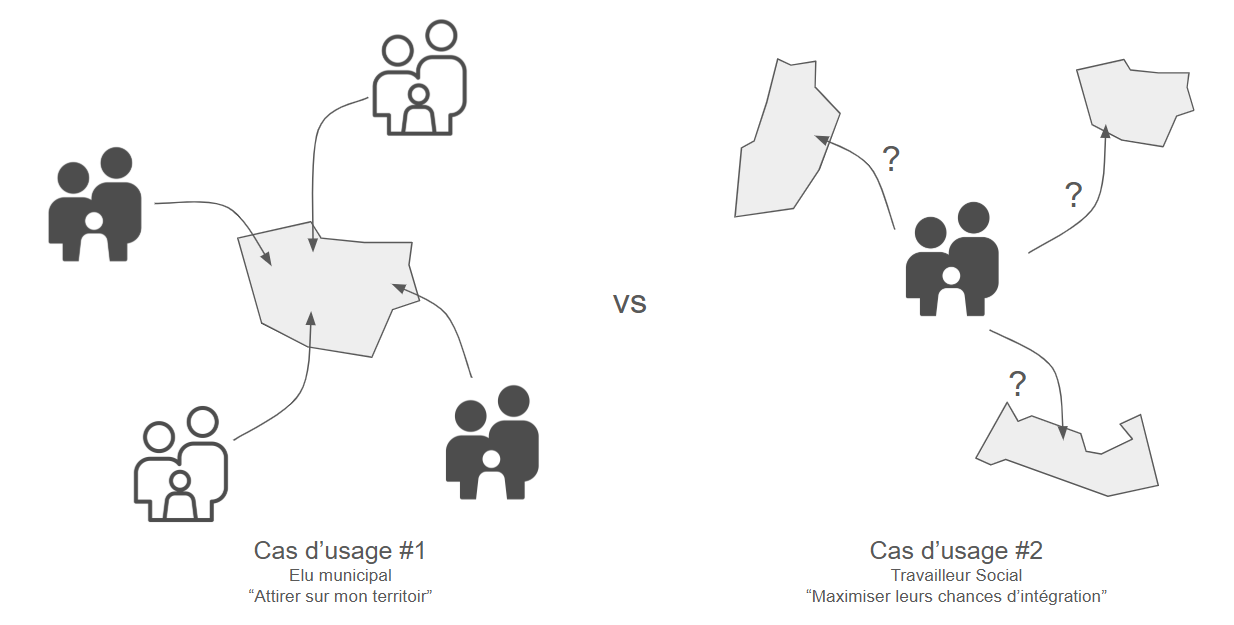 ?
?
vs
?
Cas d’usage #1
Elu municipal
“Attirer sur mon territoir”
Cas d’usage #2
Travailleur Social
“Maximiser leurs chances d’intégration”